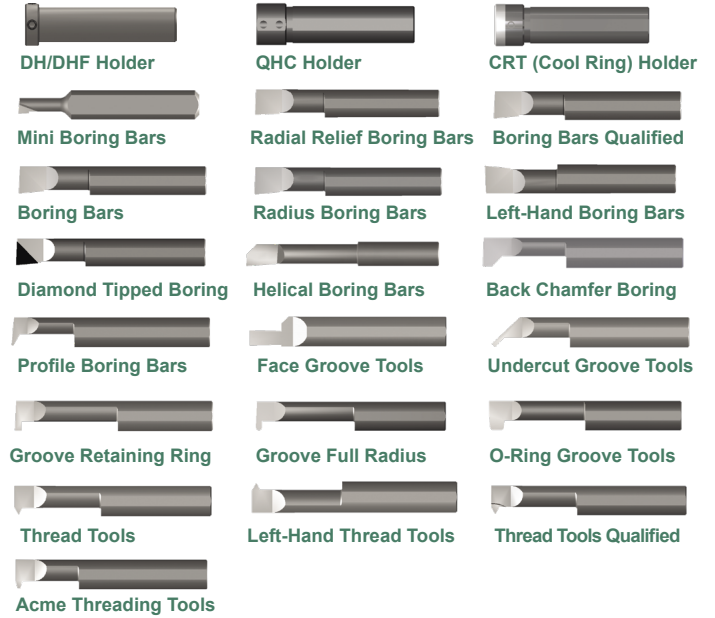 DH/DHF Holder
QHC Holder
CRT (Cool Ring) Holder
Mini Boring Bars
Radial Relief Boring Bars
Boring Bars Qualified
Boring Bars
Radius Boring Bars
Left-Hand Boring Bars
Diamond Tipped Boring
Helical Boring Bars
Back Chamfer Boring
Profile Boring Bars
Face Groove Tools
Undercut Groove Tools
Groove Retaining Ring
Groove Full Radius
O-Ring Groove Tools
Thread Tools
Left-Hand Thread Tools
Thread Tools Qualified
Acme Threading Tools